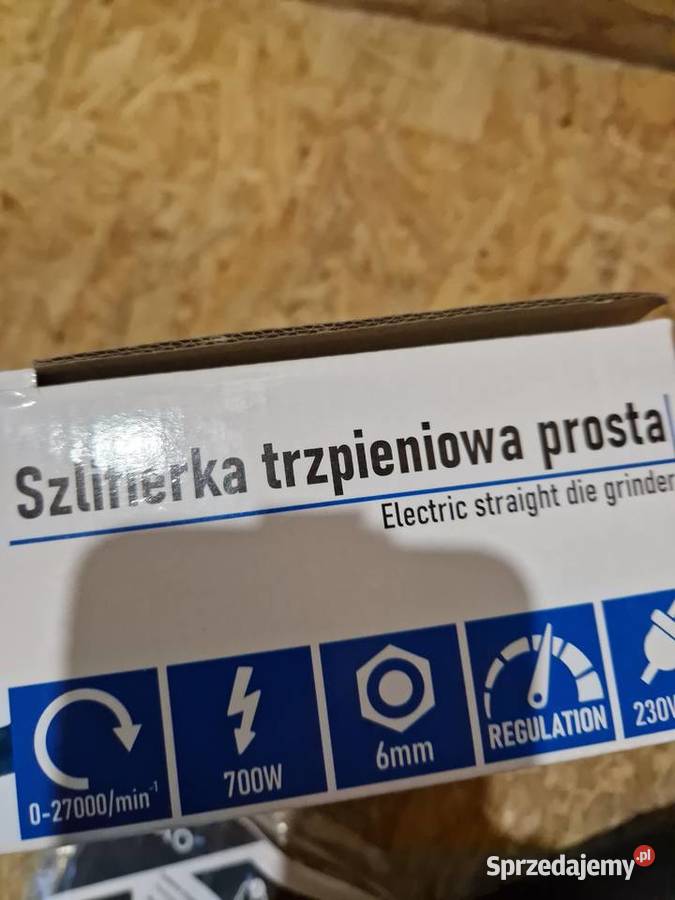 Szlifierka trzpieniowa prosta
Electric straight die grinder
0-27000/min⁻¹
700W
6mm
REGULATION
230V
Sprzedajemy.pl